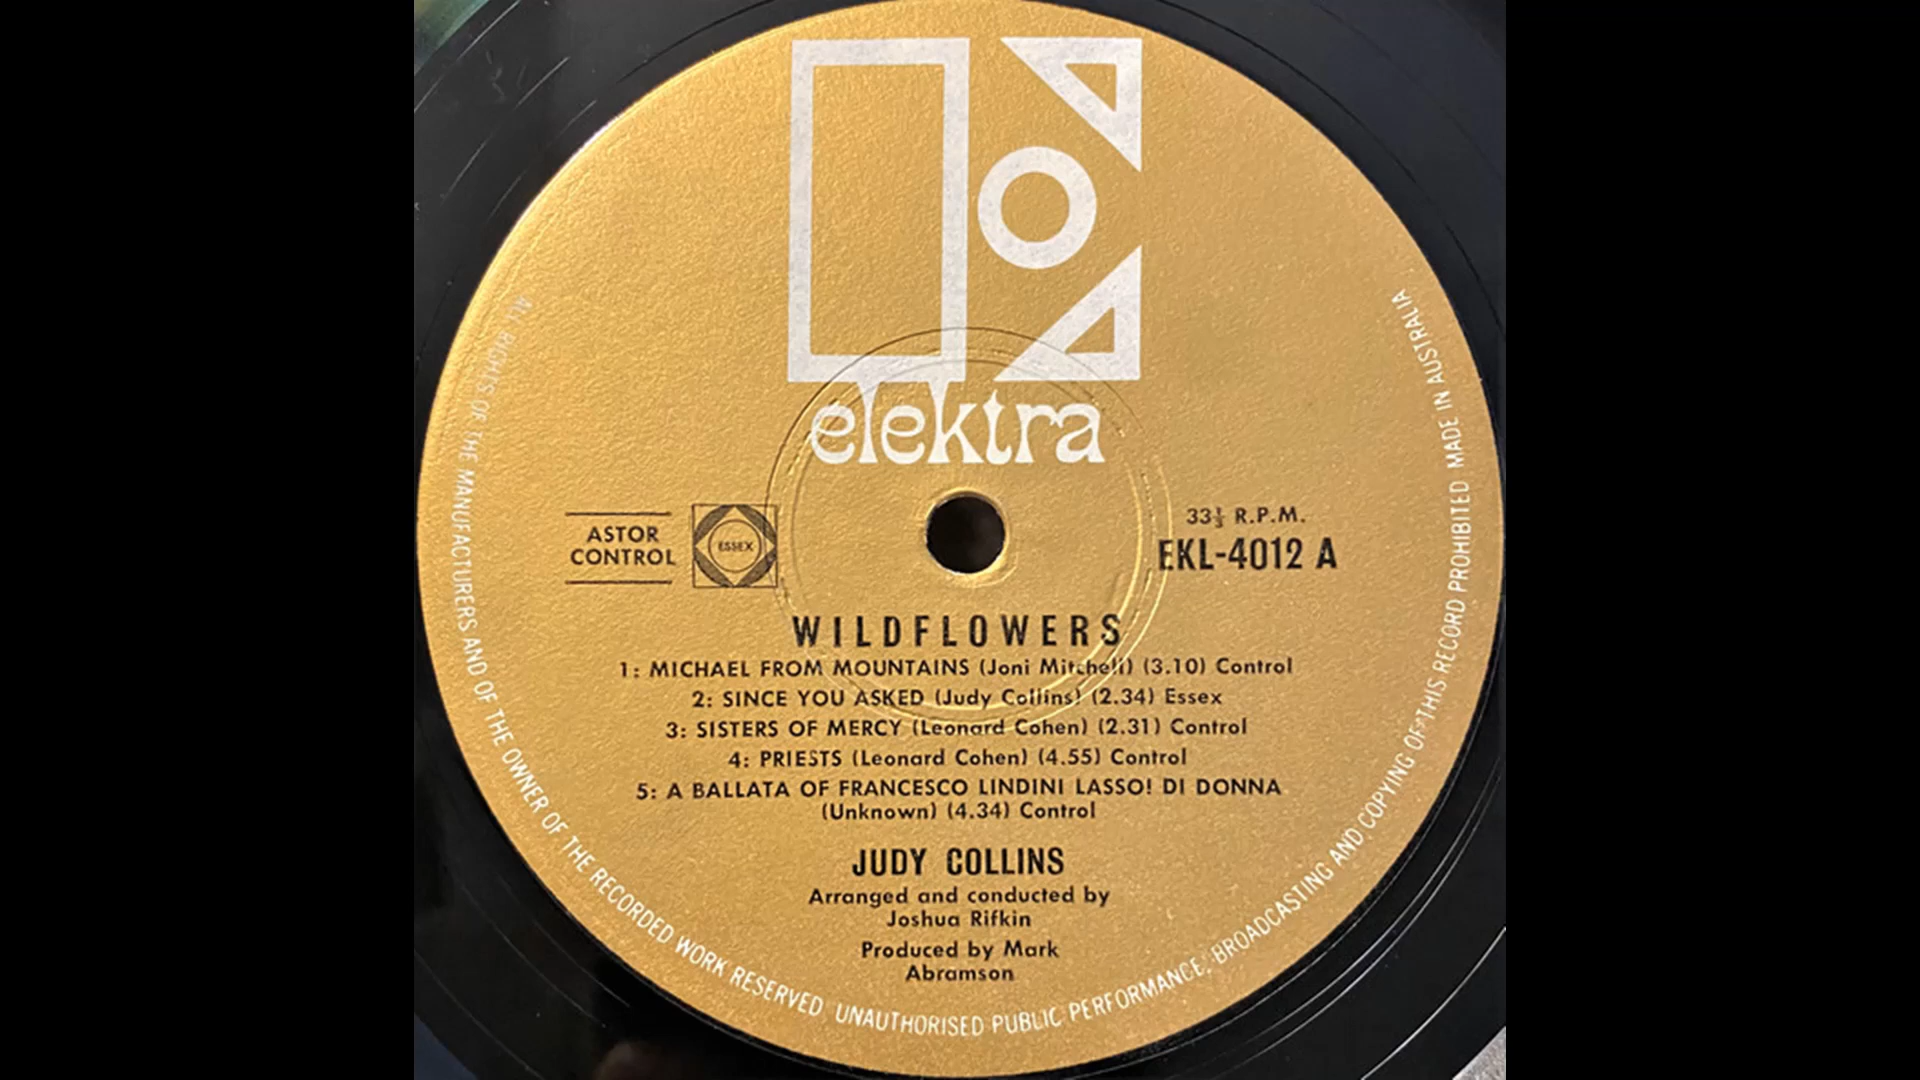 elektra
ASTOR
CONTROL
ESSEX
33⅓ R.P.M.
EKL-4012 A
WILDFLOWERS
1: MICHAEL FROM MOUNTAINS (Joni Mitchell) (3.10) Control
2: SINCE YOU ASKED (Judy Collins) (2.34) Essex
3: SISTERS OF MERCY (Leonard Cohen) (2.31) Control
4: PRIESTS (Leonard Cohen) (4.55) Control
5: A BALLATA OF FRANCESCO LINDINI LASSO! DI DONNA
(Unknown) (4.34) Control
JUDY COLLINS
Arranged and conducted by
Joshua Rifkin
Produced by Mark
Abramson
ALL RIGHTS OF THE MANUFACTURERS AND OF THE OWNER OF THE RECORDED WORK RESERVED. UNAUTHORISED PUBLIC PERFORMANCE, BROADCASTING AND COPYING OF THIS RECORD PROHIBITED MADE IN AUSTRALIA